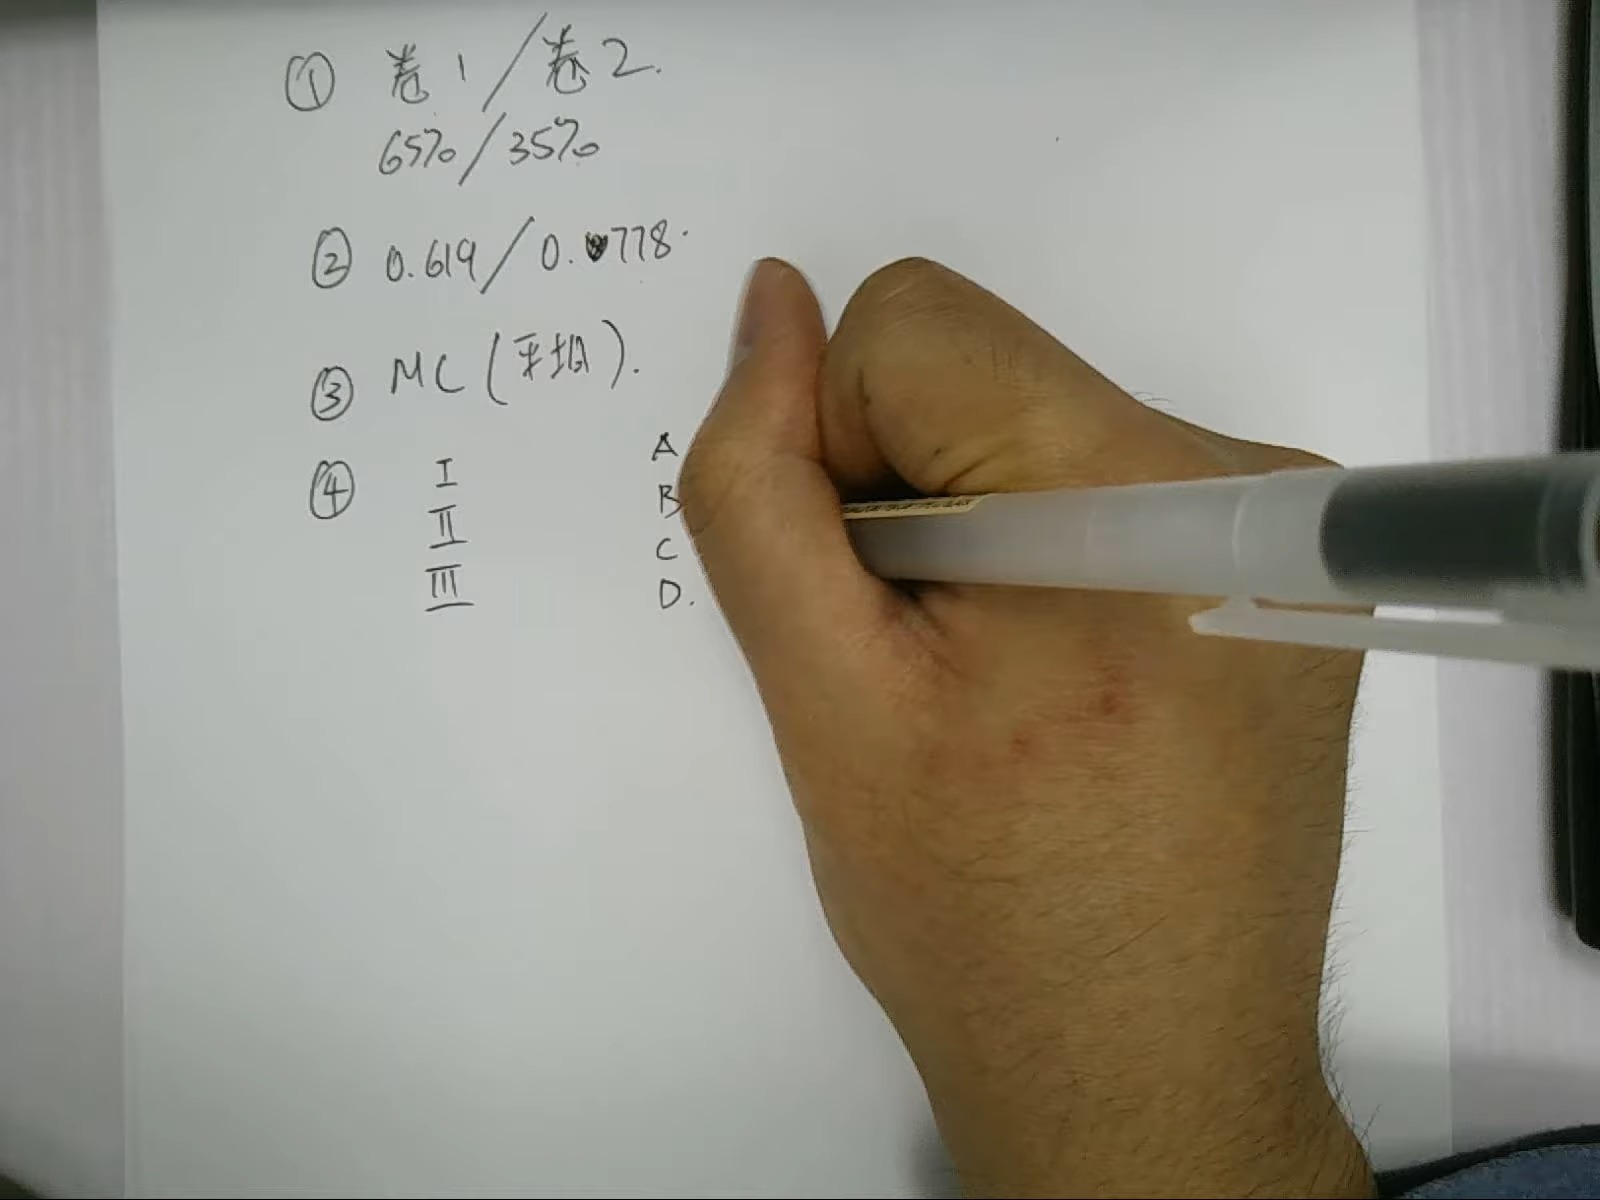 ① 卷1/卷2.
65%/35%
② 0.619/0.778.
③ MC (平均).
④ I A
II B
III C
D.